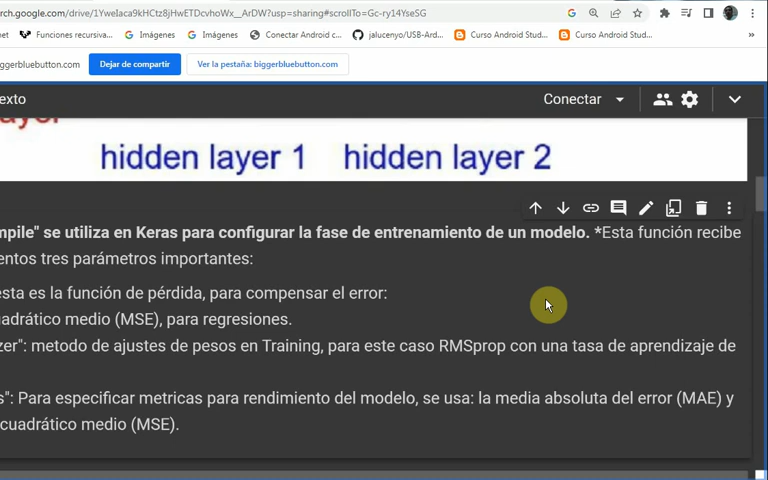 rch.google.com/drive/1YweIaca9kHCtz8jHwETDcvhoWx__ArDW?usp=sharing#scrollTo=Gc-ry14YseSG
net Funciones recursiva... Imágenes Imágenes Conectar Android c... jalucenyo/USB-Ard... Curso Android Stud... Curso Android Stud... »
ggerbluebutton.com Dejar de compartir Ver la pestaña: biggerbluebutton.com
exto Conectar
ayer
hidden layer 1 hidden layer 2
mpile" se utiliza en Keras para configurar la fase de entrenamiento de un modelo. *Esta función recibe
entos tres parámetros importantes:
esta es la función de pérdida, para compensar el error:
uadrático medio (MSE), para regresiones.
zer": metodo de ajustes de pesos en Training, para este caso RMSprop con una tasa de aprendizaje de
s": Para especificar metricas para rendimiento del modelo, se usa: la media absoluta del error (MAE) y
cuadrático medio (MSE).